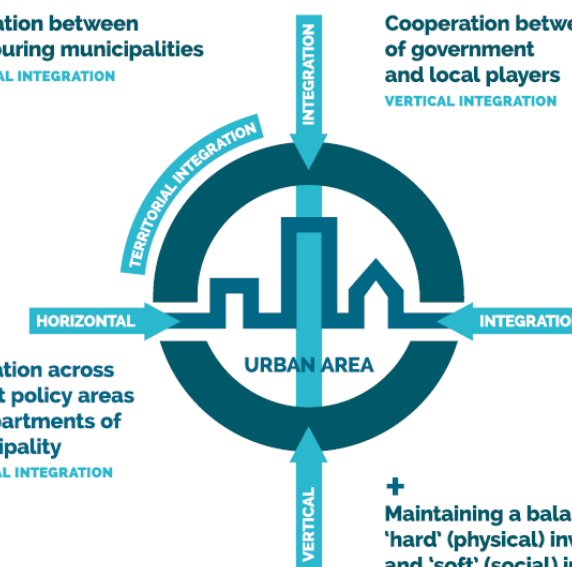 ation between
ouring municipalities
AL INTEGRATION
Cooperation betwe
of government
and local players
VERTICAL INTEGRATION
INTEGRATION
TERRITORIAL INTEGRATION
HORIZONTAL
INTEGRATION
URBAN AREA
ation across
t policy areas
partments of
ipality
AL INTEGRATION
VERTICAL
+
Maintaining a bala
‘hard’ (physical) inv
and ‘soft’ (social) in